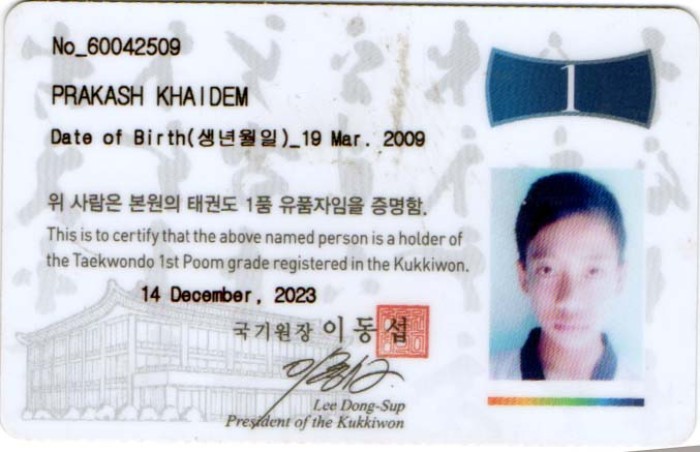 No_60042509
1
PRAKASH KHAIDEM
Date of Birth(생년월일)_19 Mar. 2009
위 사람은 본원의 태권도 1품 유품자임을 증명함.
This is to certify that the above named person is a holder of
the Taekwondo 1st Poom grade registered in the Kukkiwon.
14 December, 2023
국기원장 이동섭
Lee Dong-Sup
President of the Kukkiwon